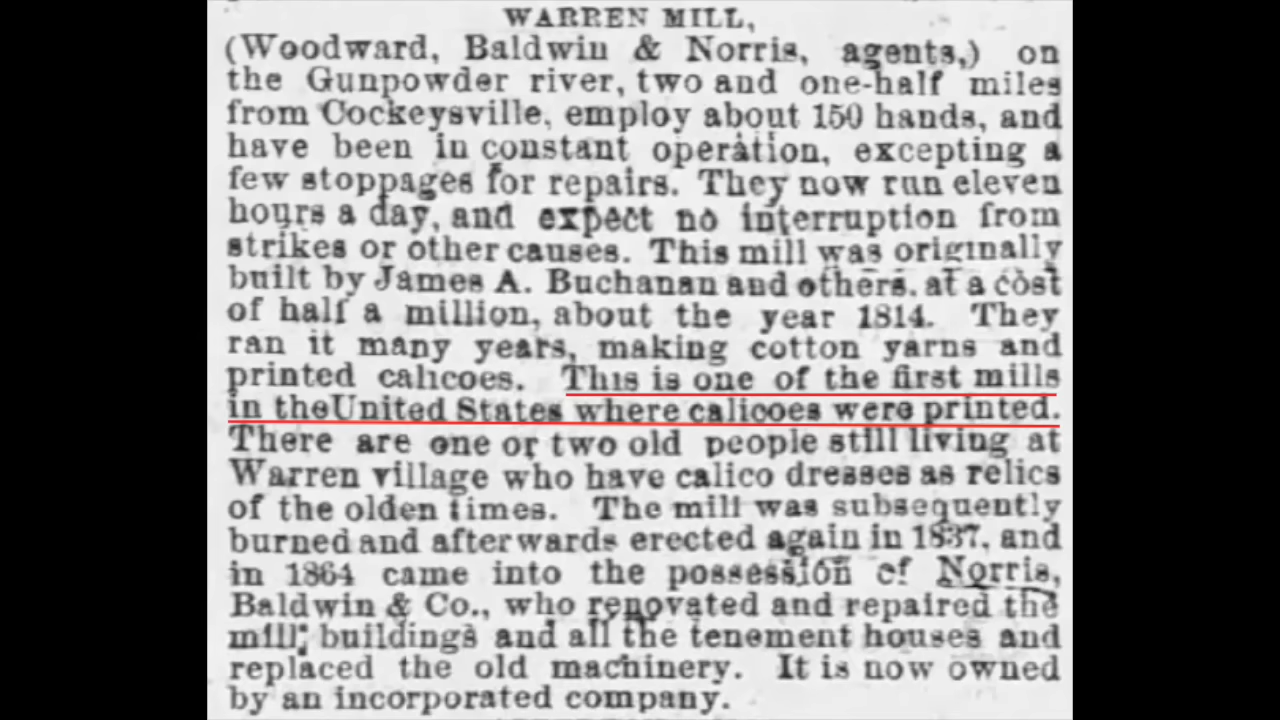 WARREN MILL,
(Woodward, Baldwin & Norris, agents,) on
the Gunpowder river, two and one-half miles
from Cockeysville, employ about 150 hands, and
have been in constant operation, excepting a
few stoppages for repairs. They now run eleven
hours a day, and expect no interruption from
strikes or other causes. This mill was originally
built by James A. Buchanan and others, at a cost
of half a million, about the year 1814. They
ran it many years, making cotton yarns and
printed calicoes. This is one of the first mills
in the United States where calicoes were printed.
There are one or two old people still living at
Warren village who have calico dresses as relics
of the olden times. The mill was subsequently
burned and afterwards erected again in 1837, and
in 1864 came into the possession of Norris,
Baldwin & Co., who renovated and repaired the
mill; buildings and all the tenement houses and
replaced the old machinery. It is now owned
by an incorporated company.